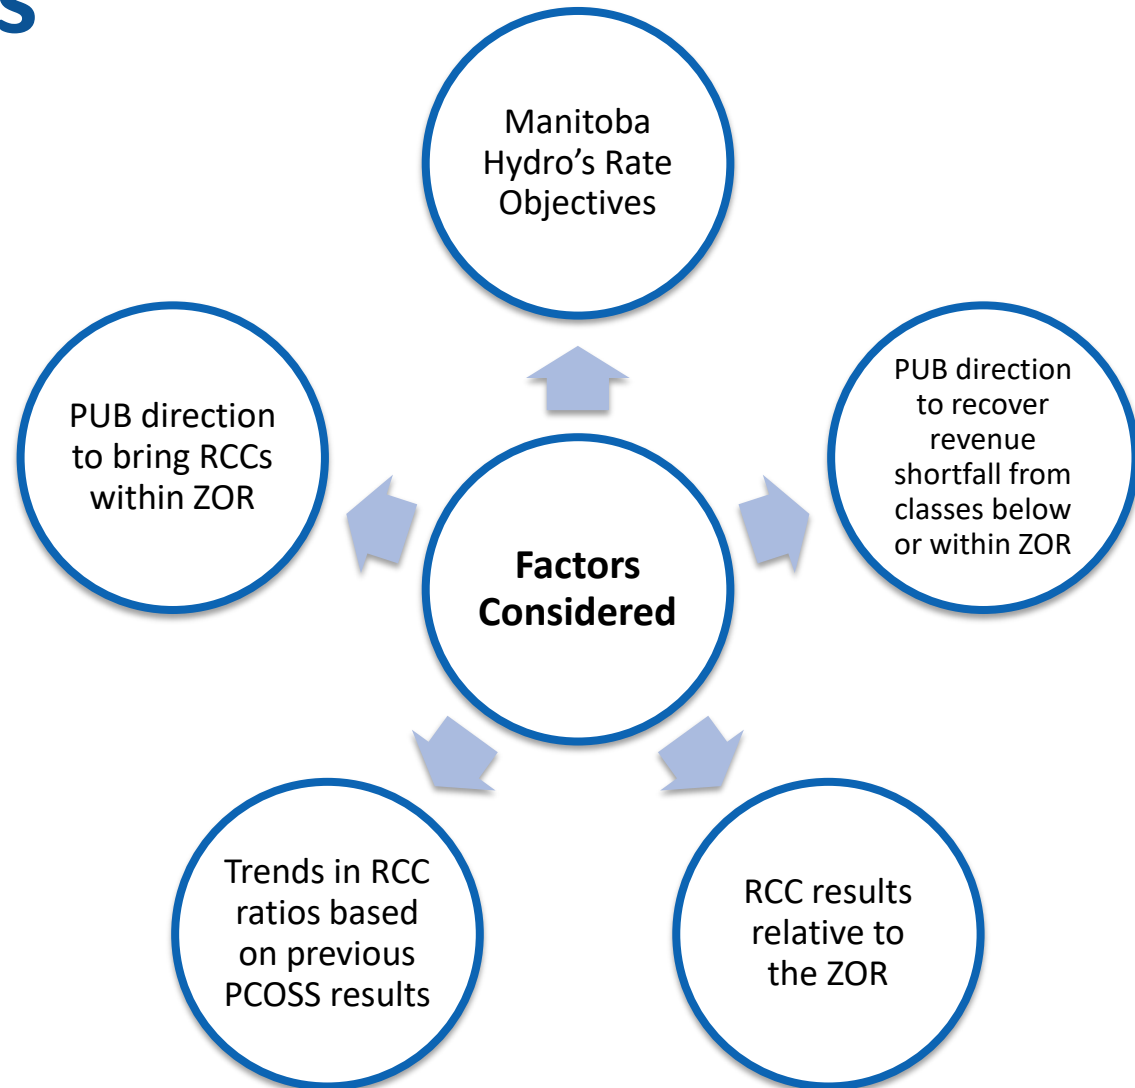 s
Manitoba
Hydro's Rate
Objectives
PUB direction
to recover
revenue
shortfall from
classes below
or within ZOR
RCC results
relative to
the ZOR
Trends in RCC
ratios based
on previous
PCOSS results
PUB direction
to bring RCCs
within ZOR
Factors
Considered